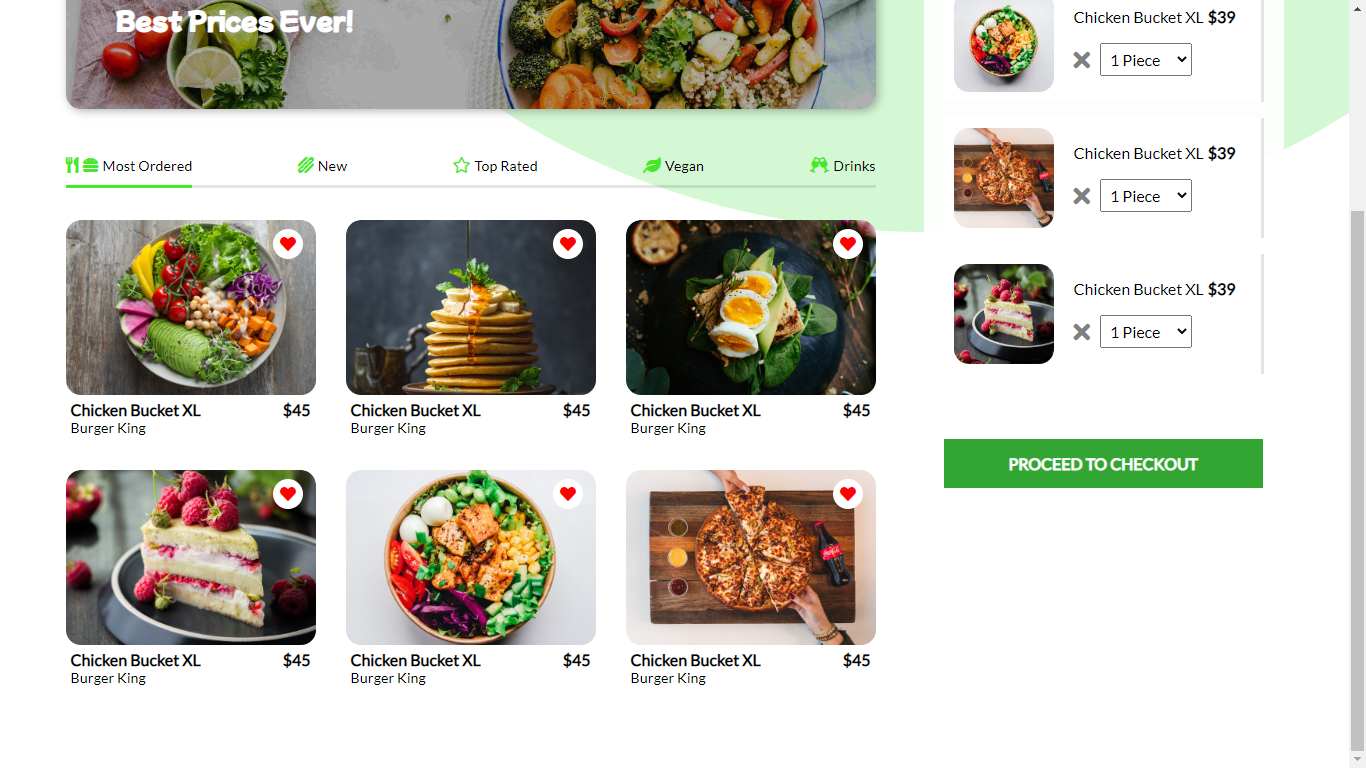 Best Prices Ever!
Most Ordered
New
Top Rated
Vegan
Drinks
Chicken Bucket XL $45
Burger King
Chicken Bucket XL $45
Burger King
Chicken Bucket XL $45
Burger King
Chicken Bucket XL $45
Burger King
Chicken Bucket XL $45
Burger King
Chicken Bucket XL $45
Burger King
Chicken Bucket XL $39
1 Piece
Chicken Bucket XL $39
1 Piece
Chicken Bucket XL $39
1 Piece
PROCEED TO CHECKOUT